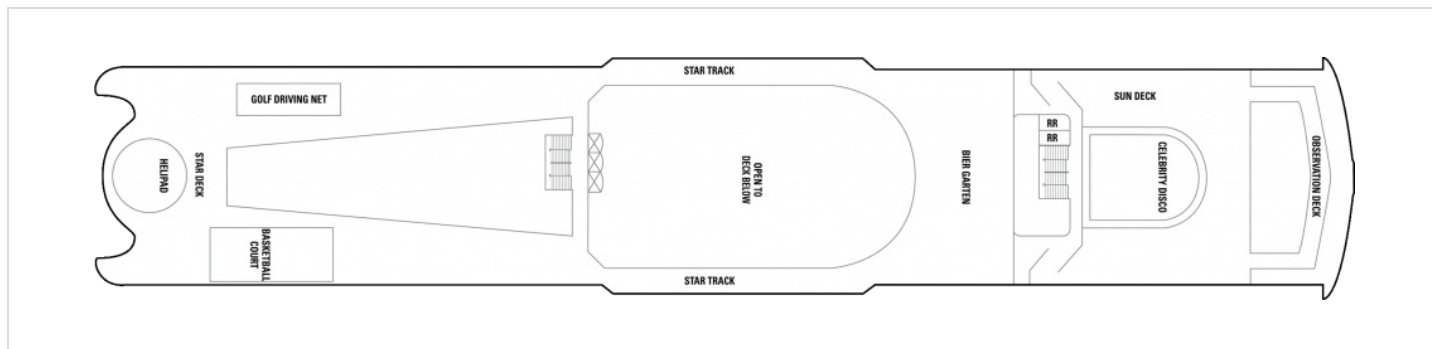 STAR TRACK
GOLF DRIVING NET
SUN DECK
RR
RR
HELIPAD
STAR DECK
OPEN TO
DECK BELOW
BIER GARTEN
CELEBRITY DISCO
OBSERVATION DECK
BASKETBALL
COURT
STAR TRACK